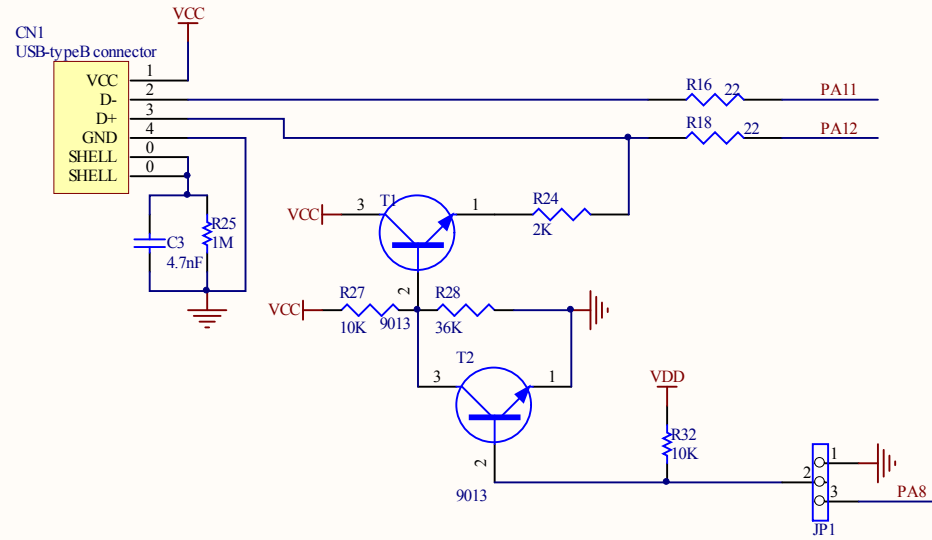 VCC
CN1
USB-typeB connector
VCC 1
D- 2
D+ 3
GND 4
SHELL 0
SHELL 0
R16 22 PA11
R18 22 PA12
C3
4.7nF
R25
1M
T1
VCC 3 1
2
R24
2K
VCC
R27
10K
9013
R28
36K
T2
3 1
2
9013
VDD
R32
10K
1
2
3
PA8
JP1